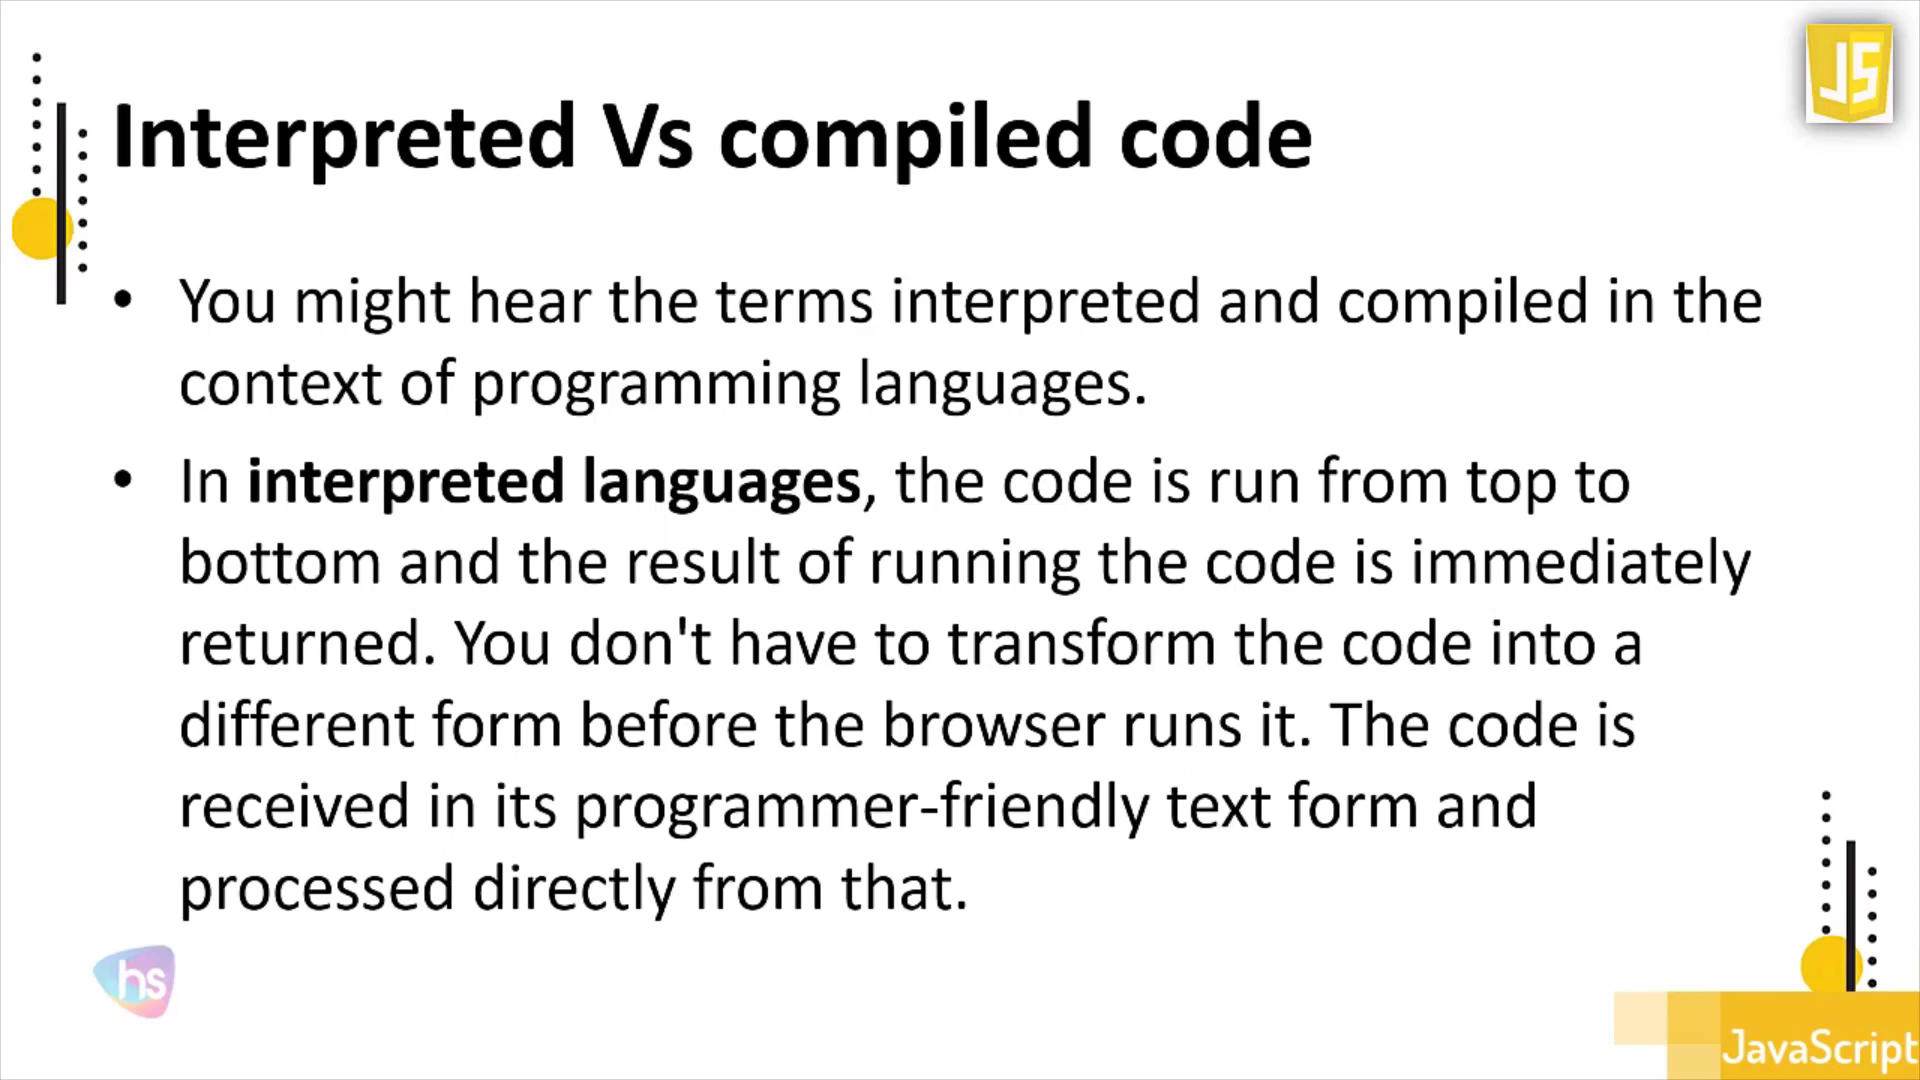 JS
Interpreted Vs compiled code
• You might hear the terms interpreted and compiled in the
context of programming languages.
• In interpreted languages, the code is run from top to
bottom and the result of running the code is immediately
returned. You don't have to transform the code into a
different form before the browser runs it. The code is
received in its programmer-friendly text form and
processed directly from that.
hs
JavaScript